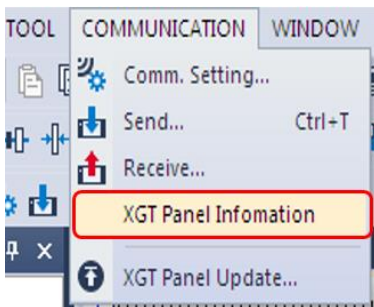 TOOL COMMUNICATION WINDOW
Comm. Setting...
Send... Ctrl+T
Receive...
XGT Panel Infomation
XGT Panel Update...